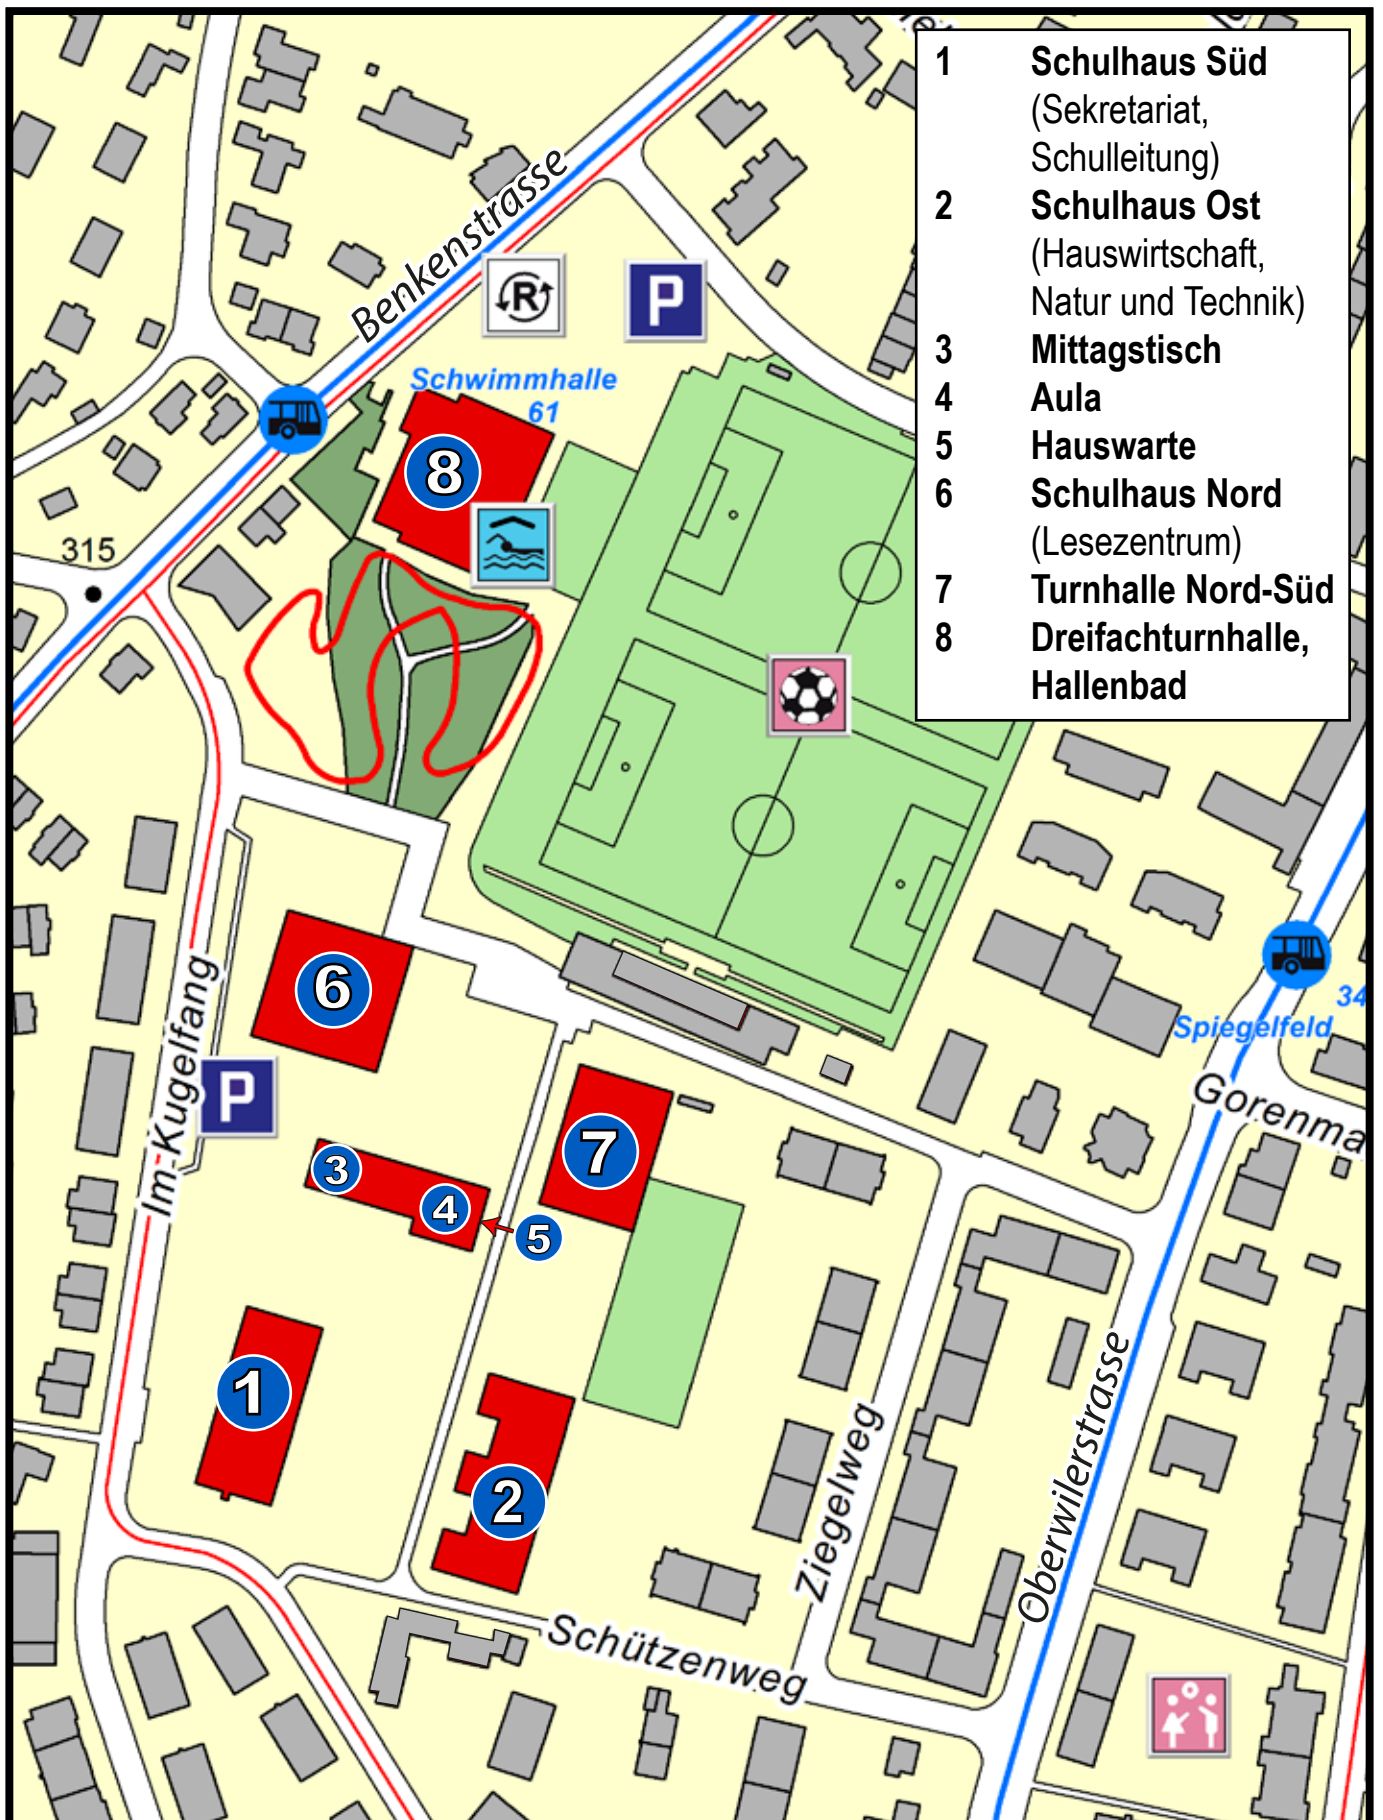 1 Schulhaus Süd
(Sekretariat,
Schulleitung)
2 Schulhaus Ost
(Hauswirtschaft,
Natur und Technik)
3 Mittagstisch
4 Aula
5 Hauswarte
6 Schulhaus Nord
(Lesezentrum)
7 Turnhalle Nord-Süd
8 Dreifachturnhalle,
Hallenbad
Benkenstrasse
R
P
Schwimmhalle
61
8
315
6
Im Kugelfang
P
34
Spiegelfeld
Gorenma
7
3
4
5
1
2
Ziegelweg
Oberwilerstrasse
Schützenweg